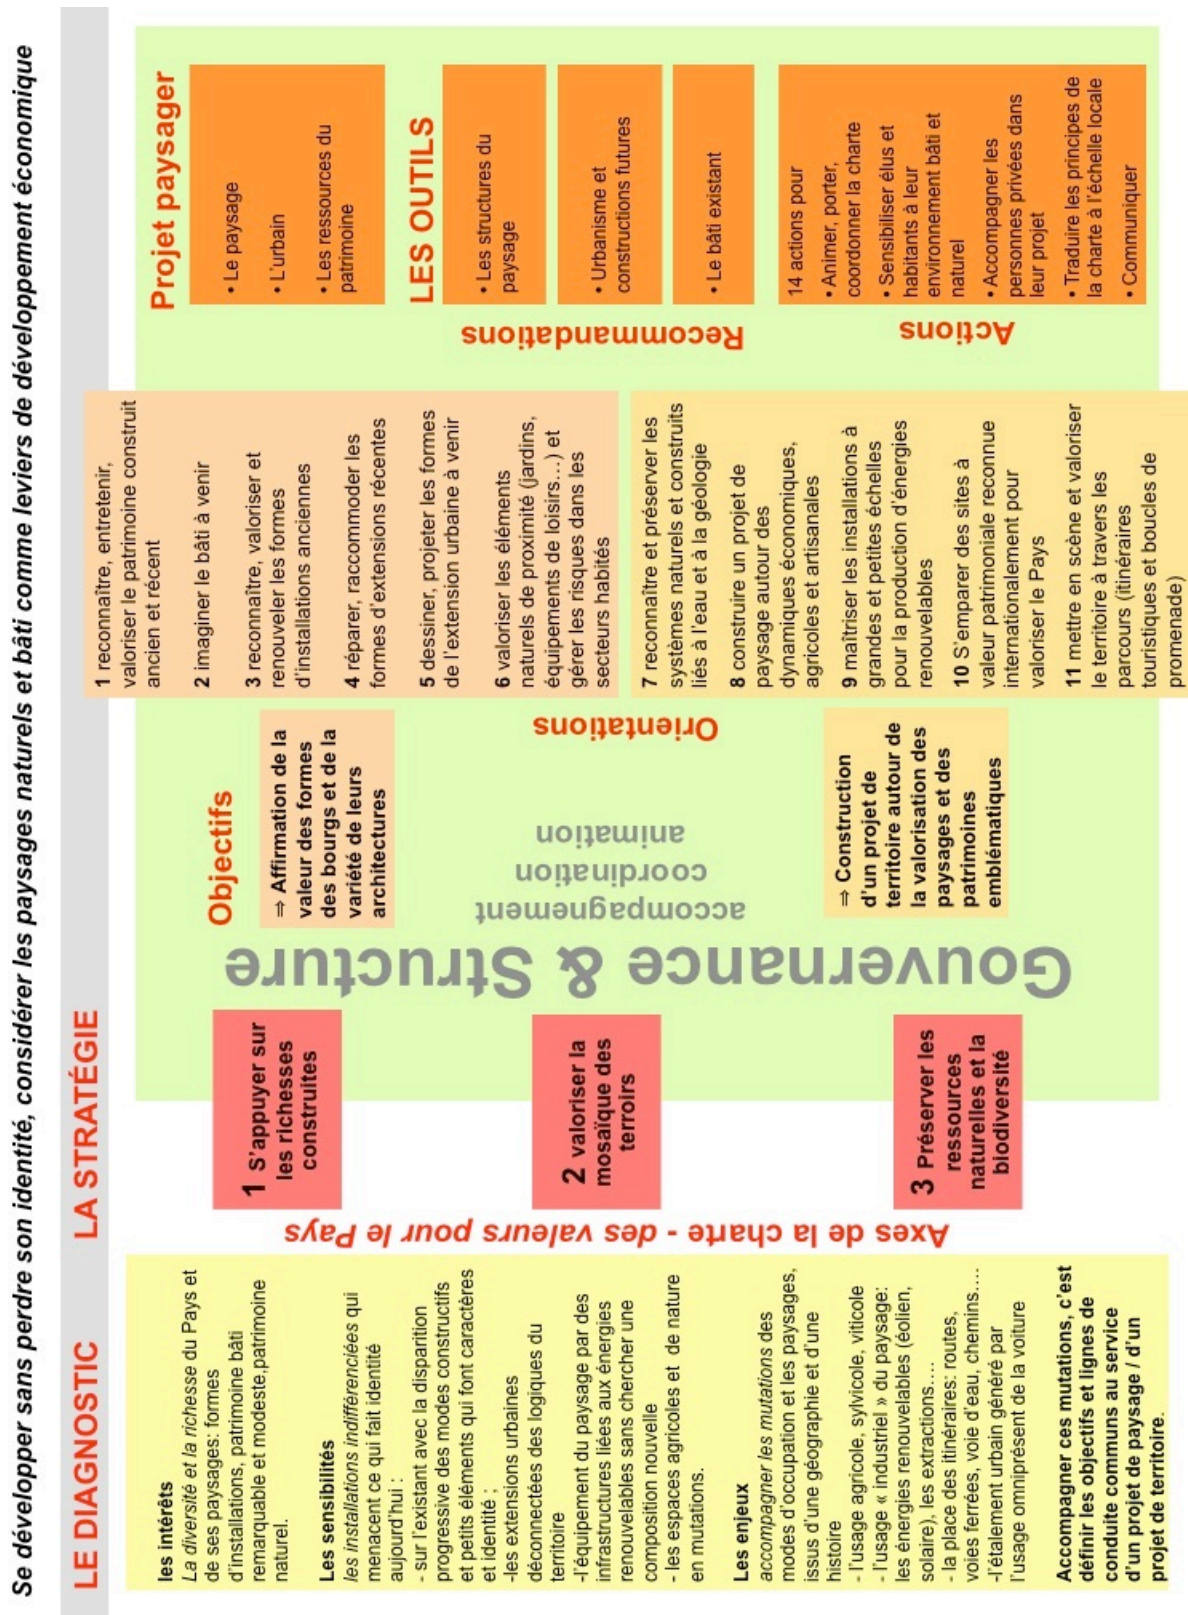 Se développer sans perdre son identité, considérer les paysages naturels et bâti comme leviers de développement économique
LE DIAGNOSTIC
LA STRATÉGIE
les intérêts
La diversité et la richesse du Pays et
de ses paysages: formes
d'installations, patrimoine bâti
remarquable et modeste,patrimoine
naturel.
Les sensibilités
les installations indifférenciées qui
menacent ce qui fait identité
aujourd'hui :
- sur l'existant avec la disparition
progressive des modes constructifs
et petits éléments qui font caractères
et identité ;
-les extensions urbaines
déconnectées des logiques du
territoire
-l'équipement du paysage par des
infrastructures liées aux énergies
renouvelables sans chercher une
composition nouvelle
- les espaces agricoles et de nature
en mutations.
Les enjeux
accompagner les mutations des
modes d'occupation et les paysages,
issus d'une géographie et d'une
histoire
- l'usage agricole, sylvicole, viticole
- l'usage « industriel » du paysage:
les énergies renouvelables (éolien,
solaire), les extractions….
- la place des itinéraires: routes,
voies ferrées, voie d'eau, chemins….
-l'étalement urbain généré par
l'usage omniprésent de la voiture
Accompagner ces mutations, c'est
définir les objectifs et lignes de
conduite communs au service
d'un projet de paysage / d'un
projet de territoire.
Axes de la charte - des valeurs pour le Pays
1 S'appuyer sur
les richesses
construites
2 valoriser la
mosaïque des
terroirs
3 Préserver les
ressources
naturelles et la
biodiversité
Gouvernance & Structure
accompagnement
coordination
animation
Objectifs
⇒ Affirmation de la
valeur des formes
des bourgs et de la
variété de leurs
architectures
⇒ Construction
d'un projet de
territoire autour de
la valorisation des
paysages et des
patrimoines
emblématiques
Orientations
1 reconnaître, entretenir,
valoriser le patrimoine construit
ancien et récent
2 imaginer le bâti à venir
3 reconnaître, valoriser et
renouveler les formes
d'installations anciennes
4 réparer, raccommoder les
formes d'extensions récentes
5 dessiner, projeter les formes
de l'extension urbaine à venir
6 valoriser les éléments
naturels de proximité (jardins,
équipements de loisirs…) et
gérer les risques dans les
secteurs habités
7 reconnaître et préserver les
systèmes naturels et construits
liés à l'eau et à la géologie
8 construire un projet de
paysage autour des
dynamiques économiques,
agricoles et artisanales
9 maîtriser les installations à
grandes et petites échelles
pour la production d'énergies
renouvelables
10 S'emparer des sites à
valeur patrimoniale reconnue
internationalement pour
valoriser le Pays
11 mettre en scène et valoriser
le territoire à travers les
parcours (itinéraires
touristiques et boucles de
promenade)
Projet paysager
• Le paysage
• L'urbain
• Les ressources du
patrimoine
LES OUTILS
Recommandations
• Les structures du
paysage
• Urbanisme et
constructions futures
• Le bâti existant
Actions
14 actions pour
• Animer, porter,
coordonner la charte
• Sensibiliser élus et
habitants à leur
environnement bâti et
naturel
• Accompagner les
personnes privées dans
leur projet
• Traduire les principes de
la charte à l'échelle locale
• Communiquer